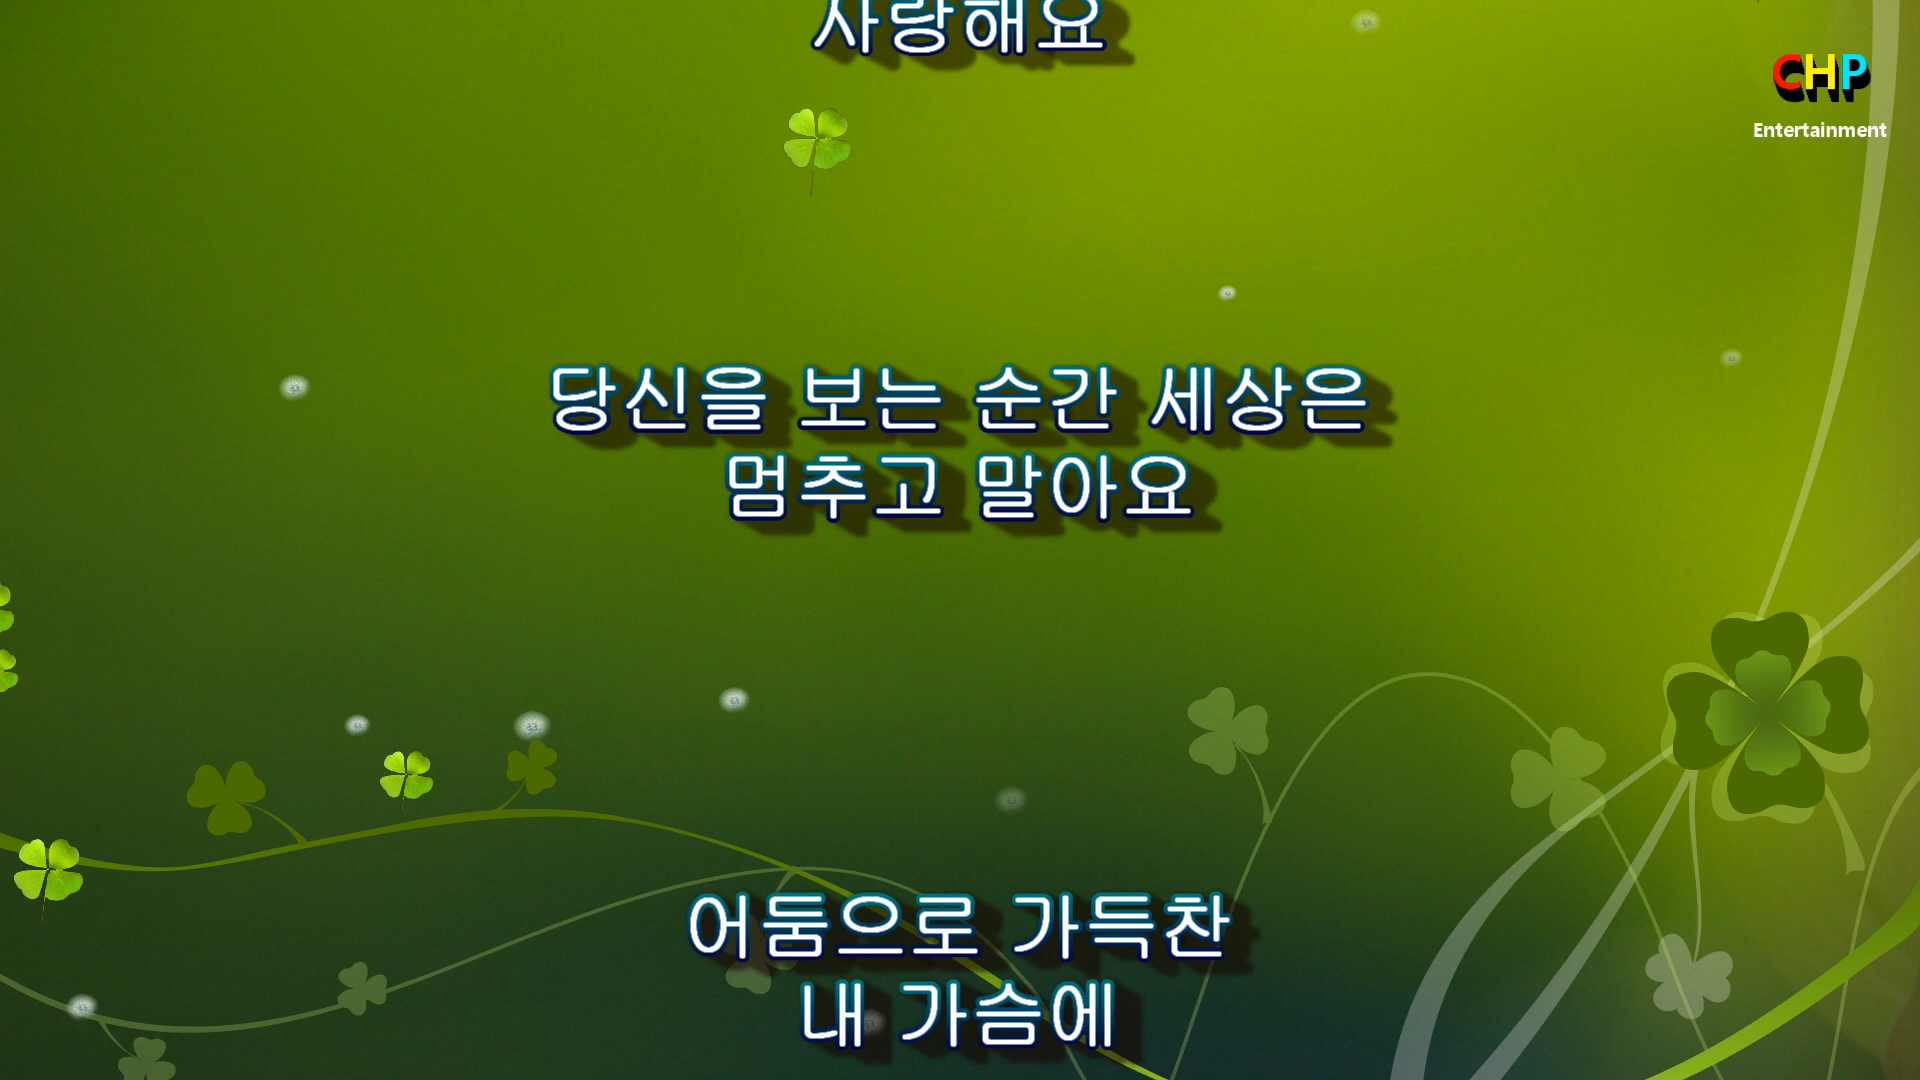 사랑해요
CHP
Entertainment
당신을 보는 순간 세상은
멈추고 말아요
어둠으로 가득찬
내 가슴에